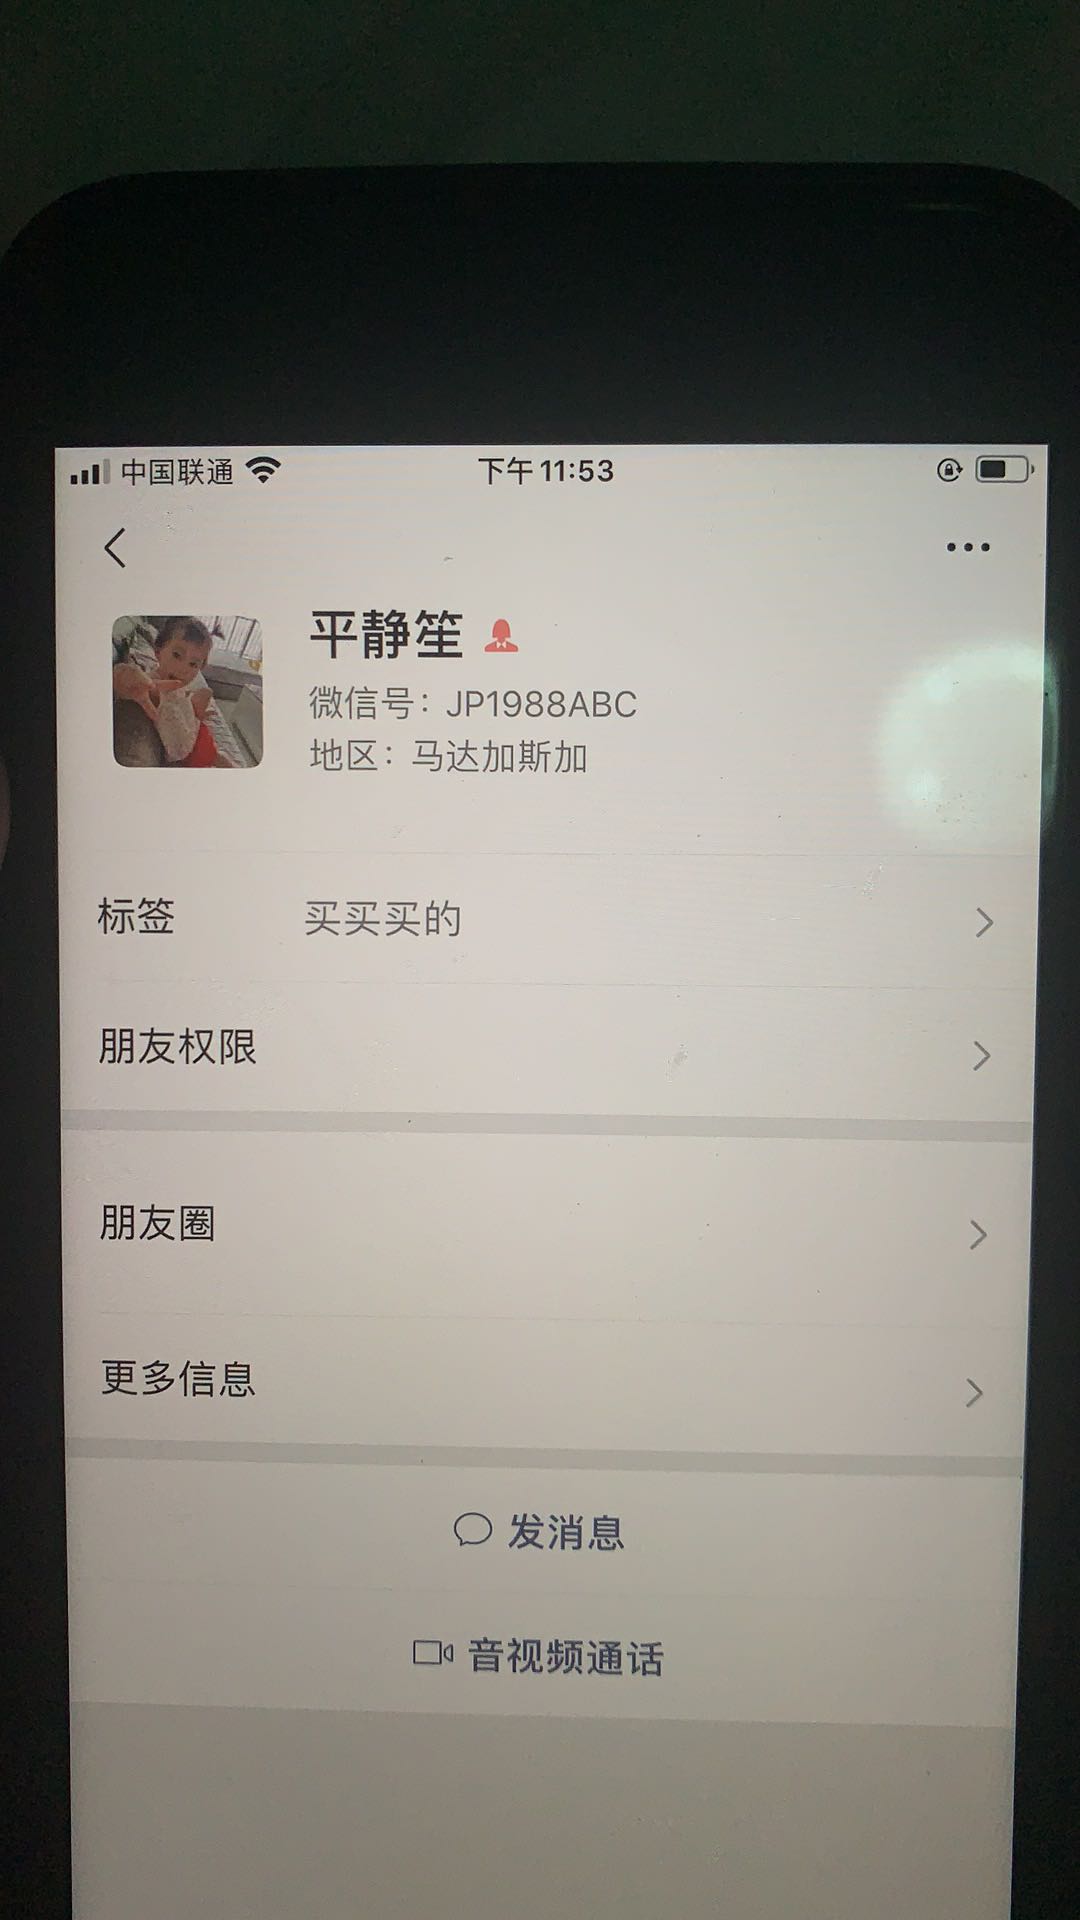 中国联通
下午11:53
平静笙
微信号：JP1988ABC
地区：马达加斯加
标签 买买买的
朋友权限
朋友圈
更多信息
发消息
音视频通话